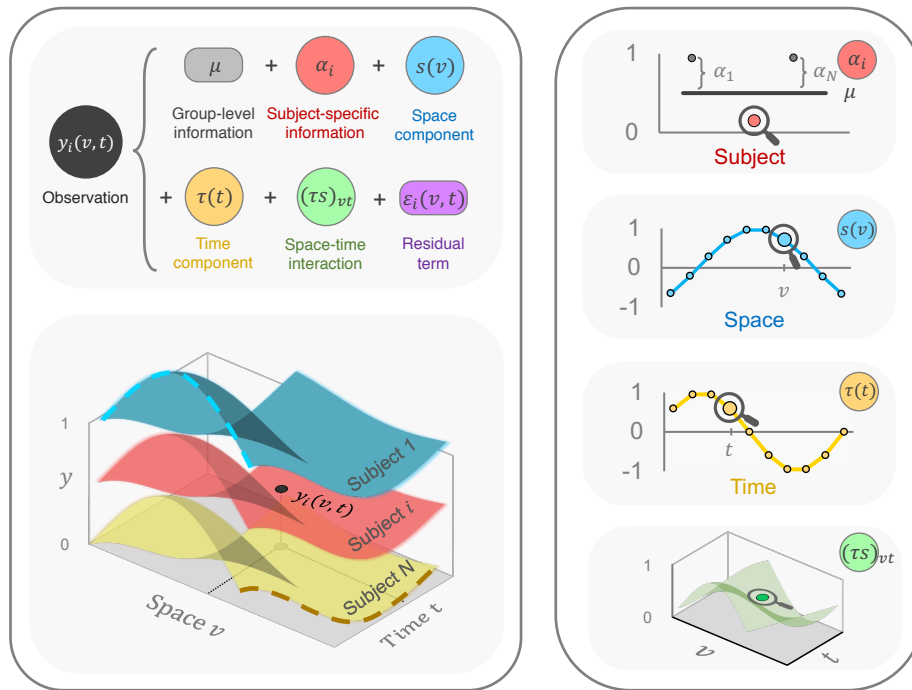 y_i(v, t)
Observation
μ + α_i + s(v)
Group-level information
Subject-specific information
Space component
+ τ(t) + (τs)_vt + ε_i(v, t)
Time component
Space-time interaction
Residual term
1
y
0
Subject 1
y_i(v, t)
Subject i
Subject N
Space v
Time t
1
0
α_1
α_N
α_i
μ
Subject
1
0
-1
s(v)
v
Space
1
0
-1
τ(t)
t
Time
1
0
(τs)_vt
v
t